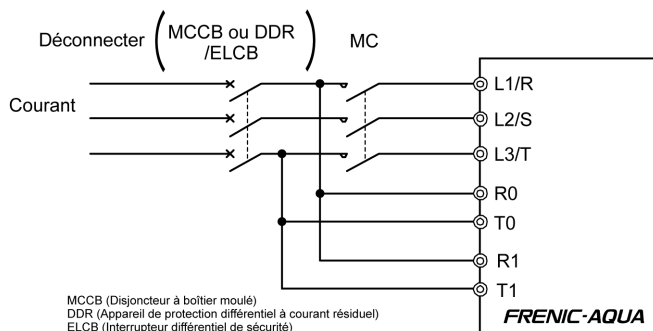 Déconnecter
MCCB ou DDR
/ELCB
MC
Courant
L1/R
L2/S
L3/T
R0
T0
R1
T1
MCCB (Disjoncteur à boîtier moulé)
DDR (Appareil de protection différentiel à courant résiduel)
ELCB (Interrupteur différentiel de sécurité)
FRENIC-AQUA